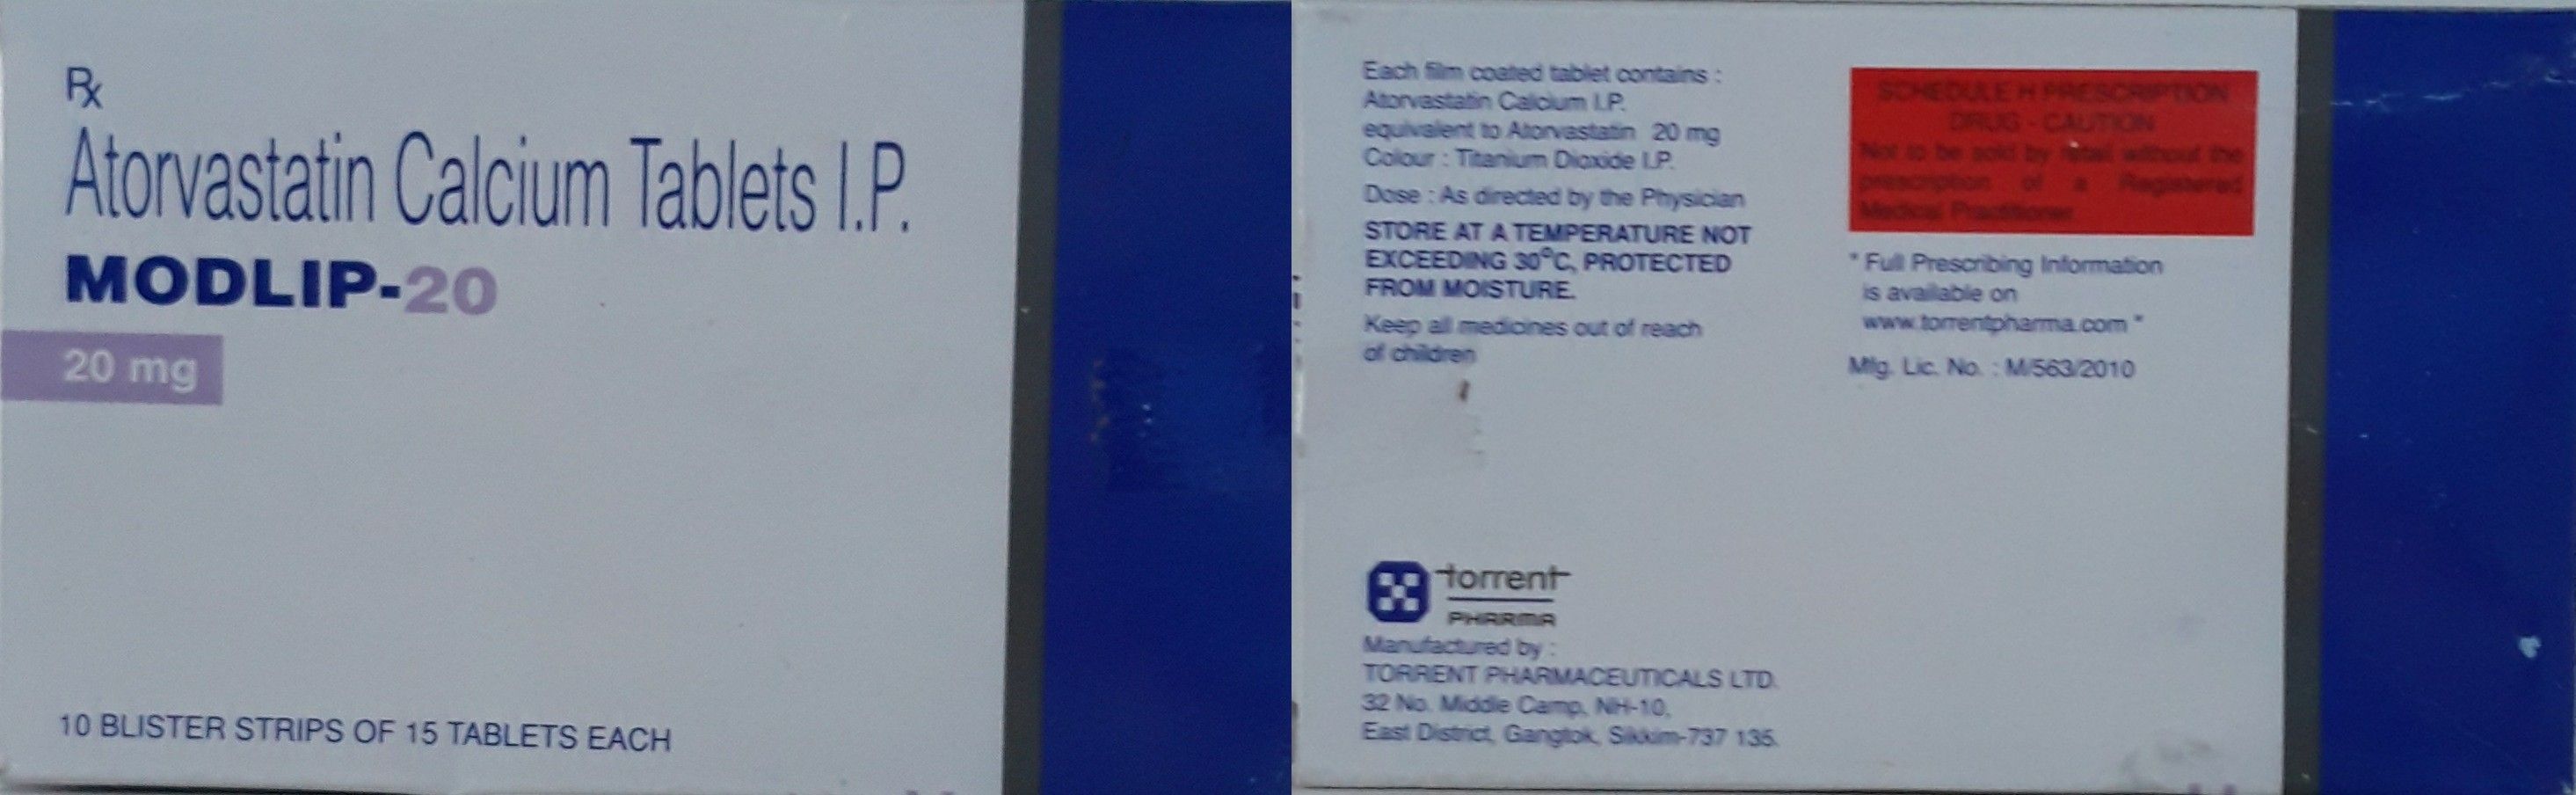 Rx
Atorvastatin Calcium Tablets I.P.
MODLIP-20
20 mg
10 BLISTER STRIPS OF 15 TABLETS EACH
Each film coated tablet contains :
Atorvastatin Calcium I.P.
equivalent to Atorvastatin 20 mg
Colour : Titanium Dioxide I.P.
Dose : As directed by the Physician
STORE AT A TEMPERATURE NOT
EXCEEDING 30°C, PROTECTED
FROM MOISTURE.
Keep all medicines out of reach
of children
SCHEDULE H PRESCRIPTION
DRUG - CAUTION
Not to be sold by retail without the
prescription of a Registered
Medical Practitioner
* Full Prescribing Information
is available on
www.torrentpharma.com *
Mfg. Lic. No. : M/563/2010
torrent
PHARMA
Manufactured by :
TORRENT PHARMACEUTICALS LTD.
32 No. Middle Camp, NH-10,
East District, Gangtok, Sikkim-737 135.